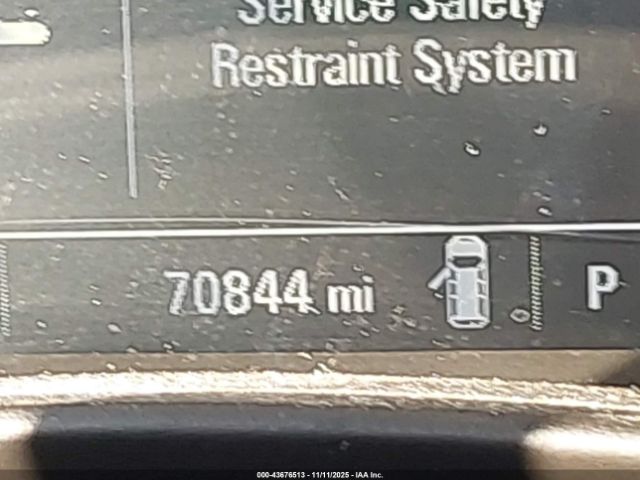 Service Safety
Restraint System
70844 mi
P
000-43676513 - 11/11/2025 - IAA Inc.